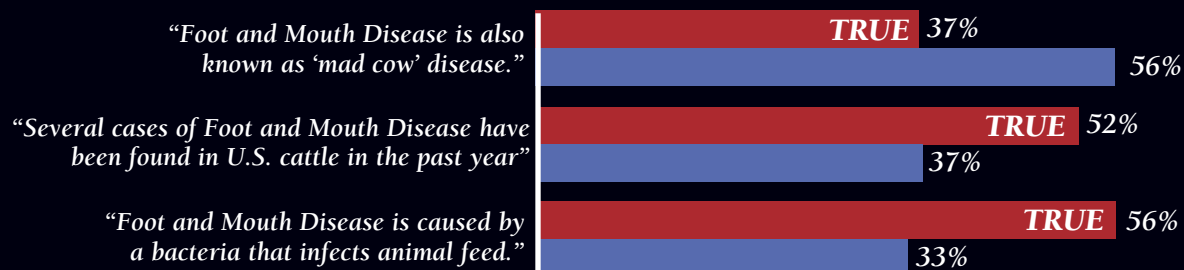 “Foot and Mouth Disease is also
known as ‘mad cow’ disease.”
TRUE 37%
56%
“Several cases of Foot and Mouth Disease have
been found in U.S. cattle in the past year”
TRUE 52%
37%
“Foot and Mouth Disease is caused by
a bacteria that infects animal feed.”
TRUE 56%
33%